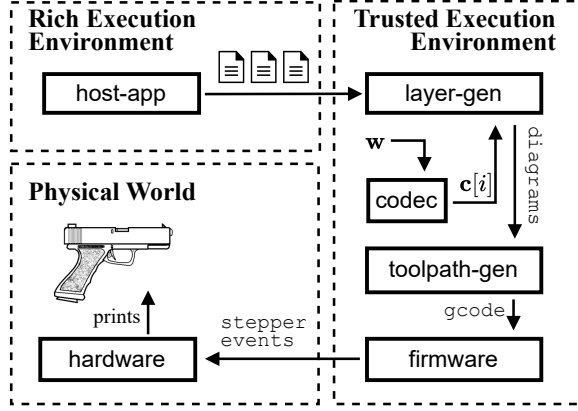 Rich Execution
Environment
host-app
Trusted Execution
Environment
layer-gen
w
codec
c[i]
diagrams
toolpath-gen
gcode
firmware
stepper
events
Physical World
prints
hardware